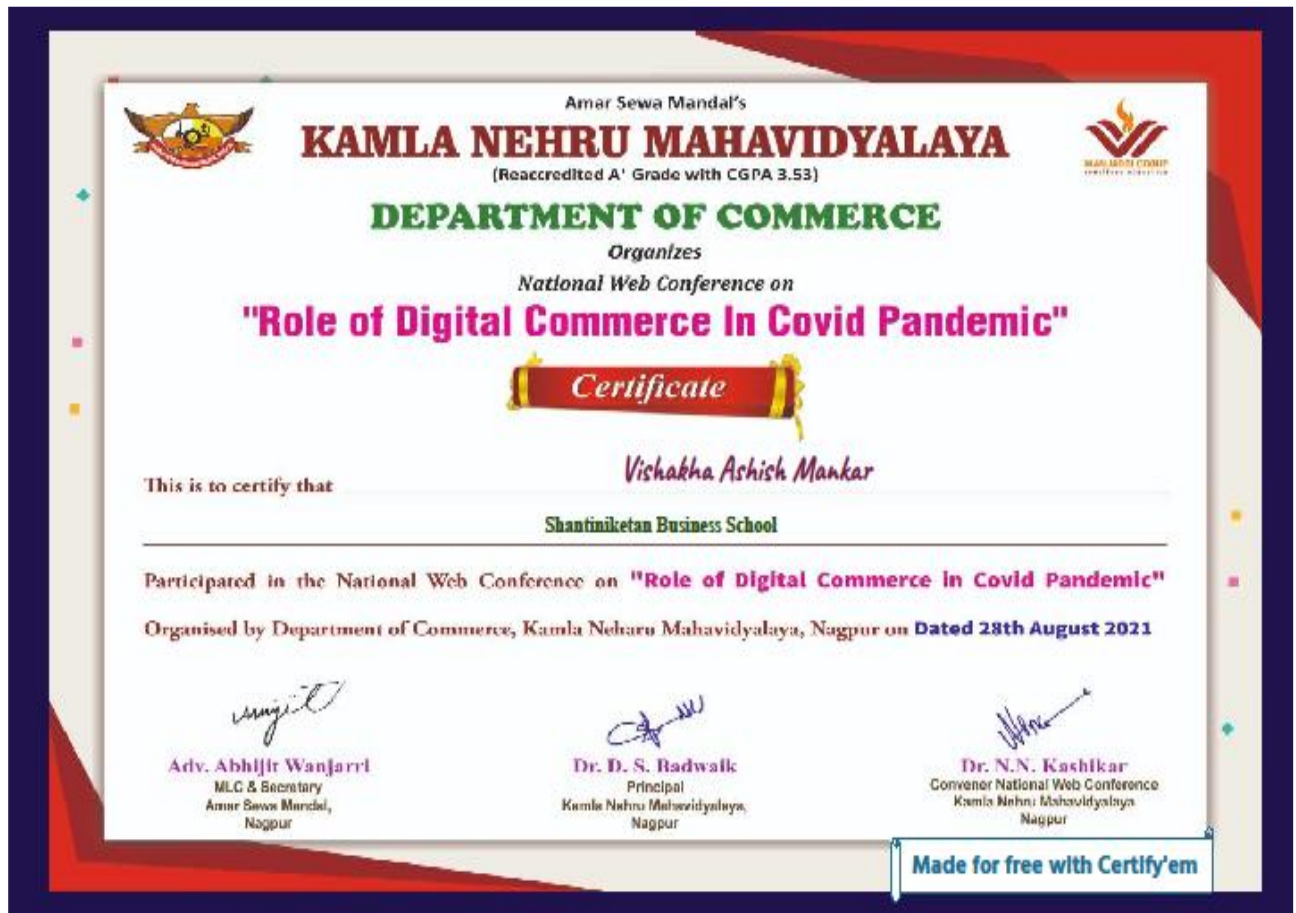 Amar Sewa Mandal's
KAMLA NEHRU MAHAVIDYALAYA
(Reaccredited A+ Grade with CGPA 3.53)
DEPARTMENT OF COMMERCE
Organizes
National Web Conference on
"Role of Digital Commerce In Covid Pandemic"
Certificate
Vishakha Ashish Mankar
This is to certify that
Shantiniketan Business School
Participated in the National Web Conference on "Role of Digital Commerce in Covid Pandemic"
Organised by Department of Commerce, Kamla Neharu Mahavidyalaya, Nagpur on Dated 28th August 2021
Adv. Abhijit Wanjarri
MLC & Secretary
Amar Sewa Mandal,
Nagpur
Dr. D. S. Badwaik
Principal
Kamla Nehru Mahavidyalaya,
Nagpur
Dr. N.N. Kashikar
Convener National Web Conference
Kamla Nehru Mahavidyalaya
Nagpur
Made for free with Certify'em